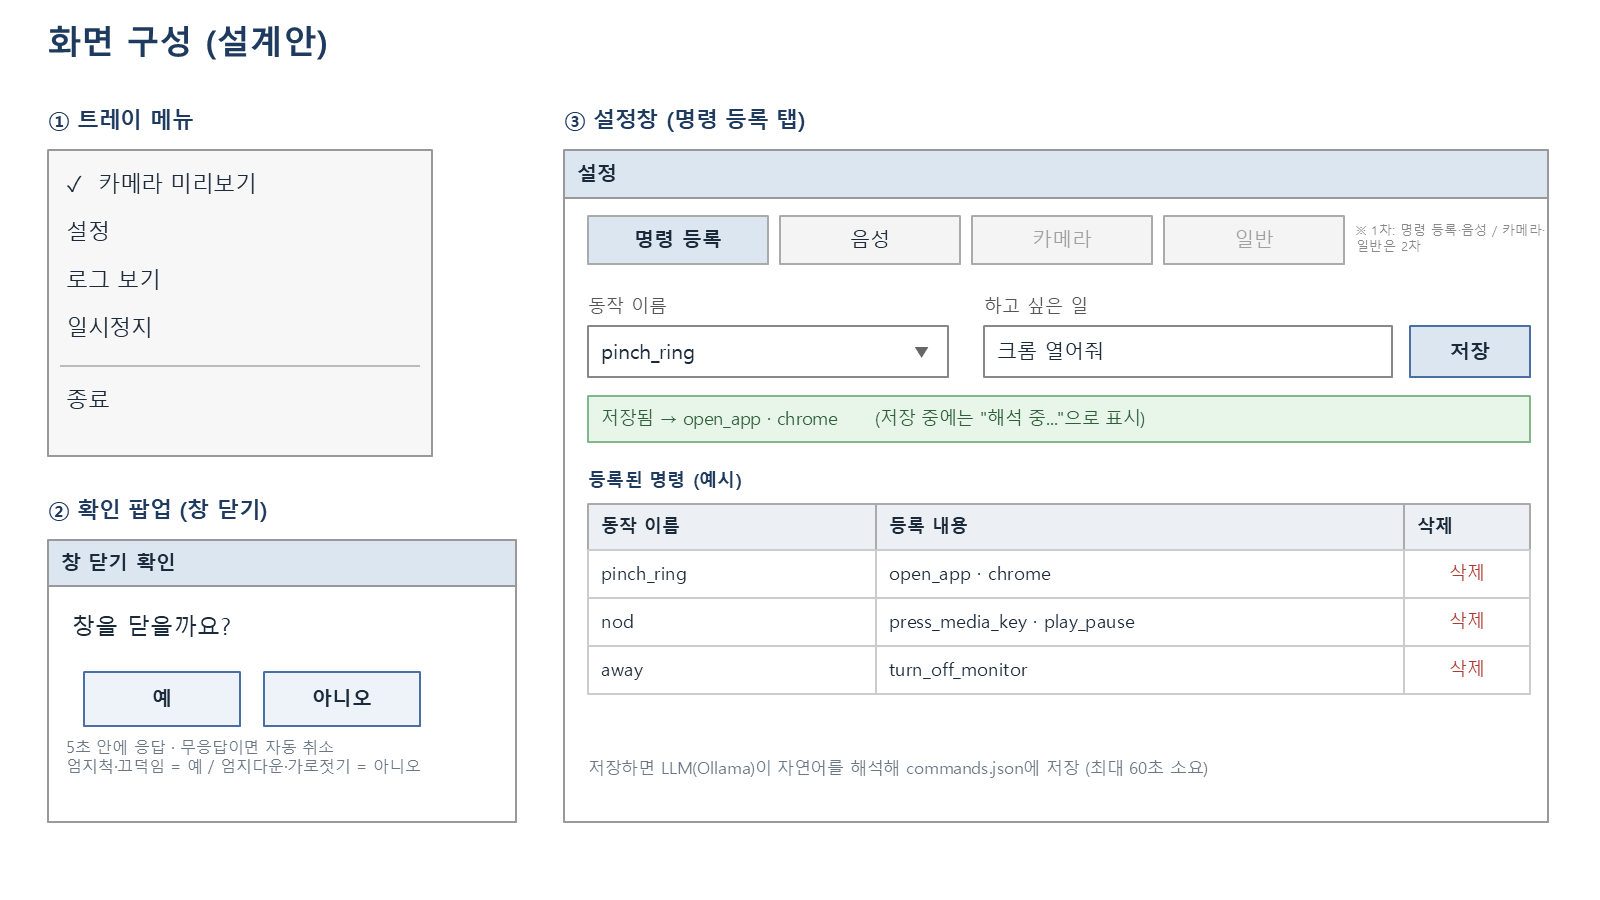 화면 구성 (설계안)
① 트레이 메뉴
✓ 카메라 미리보기
설정
로그 보기
일시정지
종료
② 확인 팝업 (창 닫기)
창 닫기 확인
창을 닫을까요?
예
아니오
5초 안에 응답 · 무응답이면 자동 취소
엄지척·끄덕임 = 예 / 엄지다운·가로젓기 = 아니오
③ 설정창 (명령 등록 탭)
설정
명령 등록
음성
카메라
일반
※ 1차: 명령 등록·음성 / 카메라·
일반은 2차
동작 이름
하고 싶은 일
pinch_ring ▼
크롬 열어줘
저장
저장됨 → open_app · chrome (저장 중에는 "해석 중..."으로 표시)
등록된 명령 (예시)
동작 이름 등록 내용 삭제
pinch_ring open_app · chrome 삭제
nod press_media_key · play_pause 삭제
away turn_off_monitor 삭제
저장하면 LLM(Ollama)이 자연어를 해석해 commands.json에 저장 (최대 60초 소요)